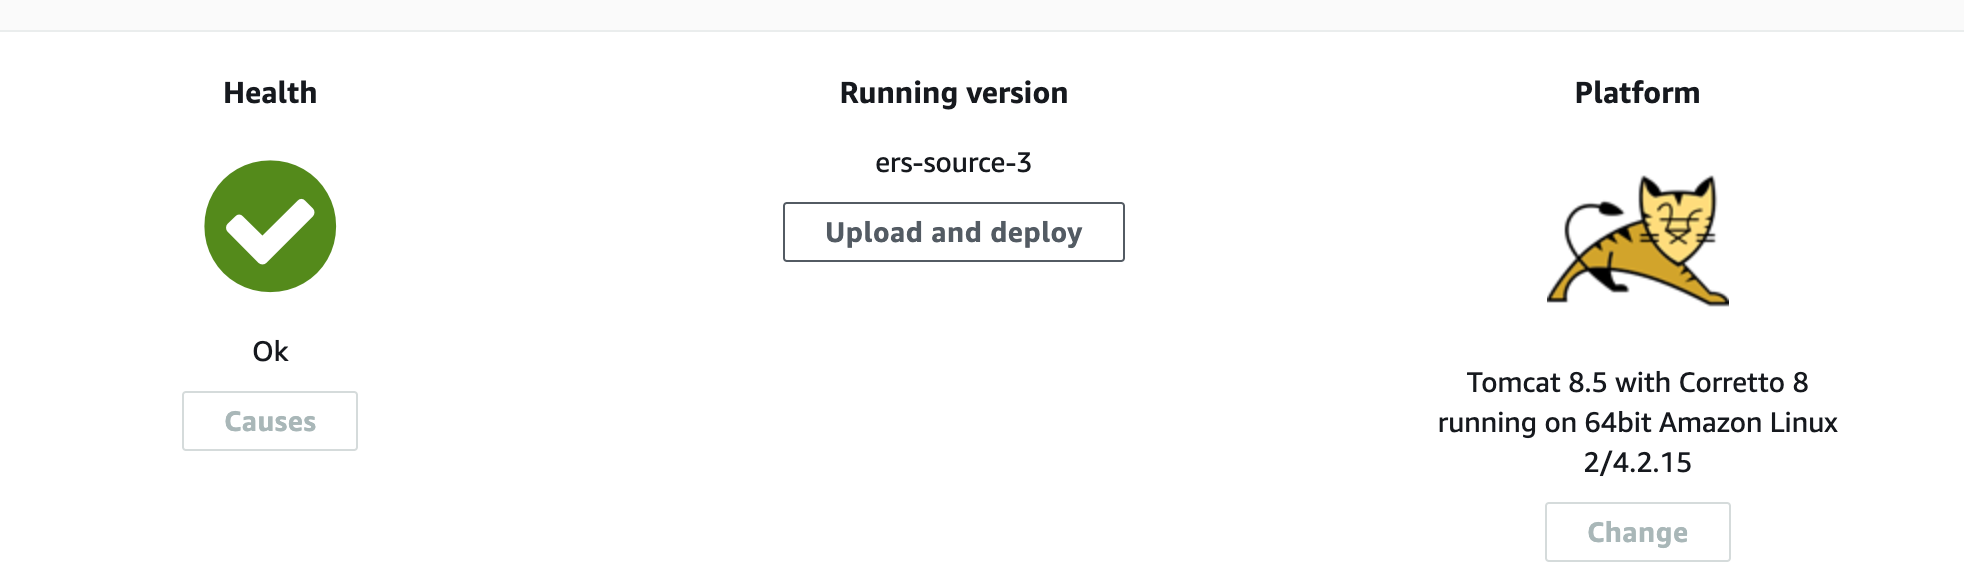 Health
Ok
Causes
Running version
ers-source-3
Upload and deploy
Platform
Tomcat 8.5 with Corretto 8
running on 64bit Amazon Linux
2/4.2.15
Change